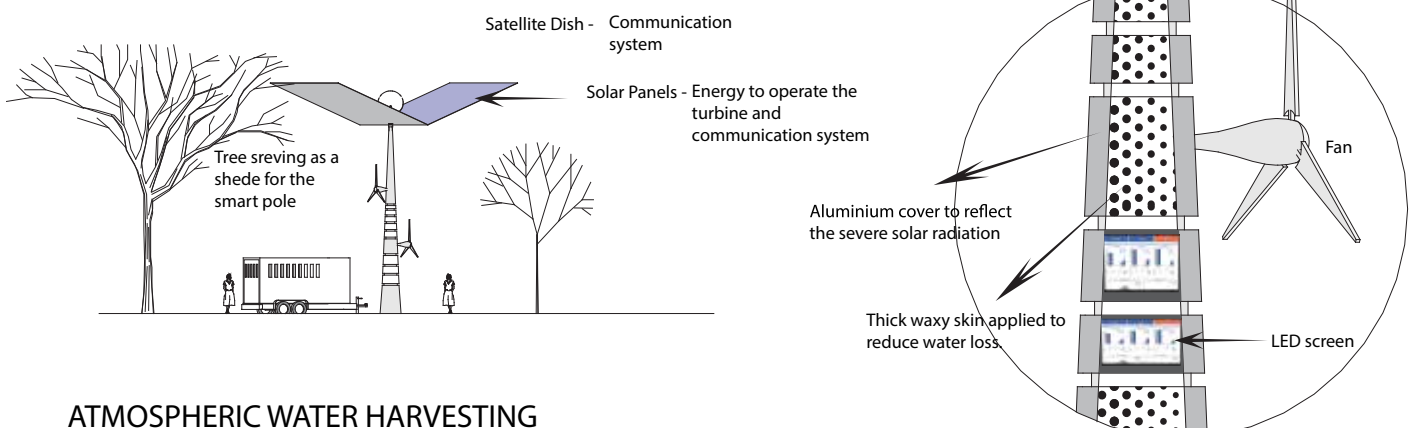 Satellite Dish - Communication
system
Solar Panels - Energy to operate the
turbine and
communication system
Tree sreving as a
shede for the
smart pole
Fan
Aluminium cover to reflect
the severe solar radiation
Thick waxy skin applied to
reduce water loss.
LED screen
ATMOSPHERIC WATER HARVESTING